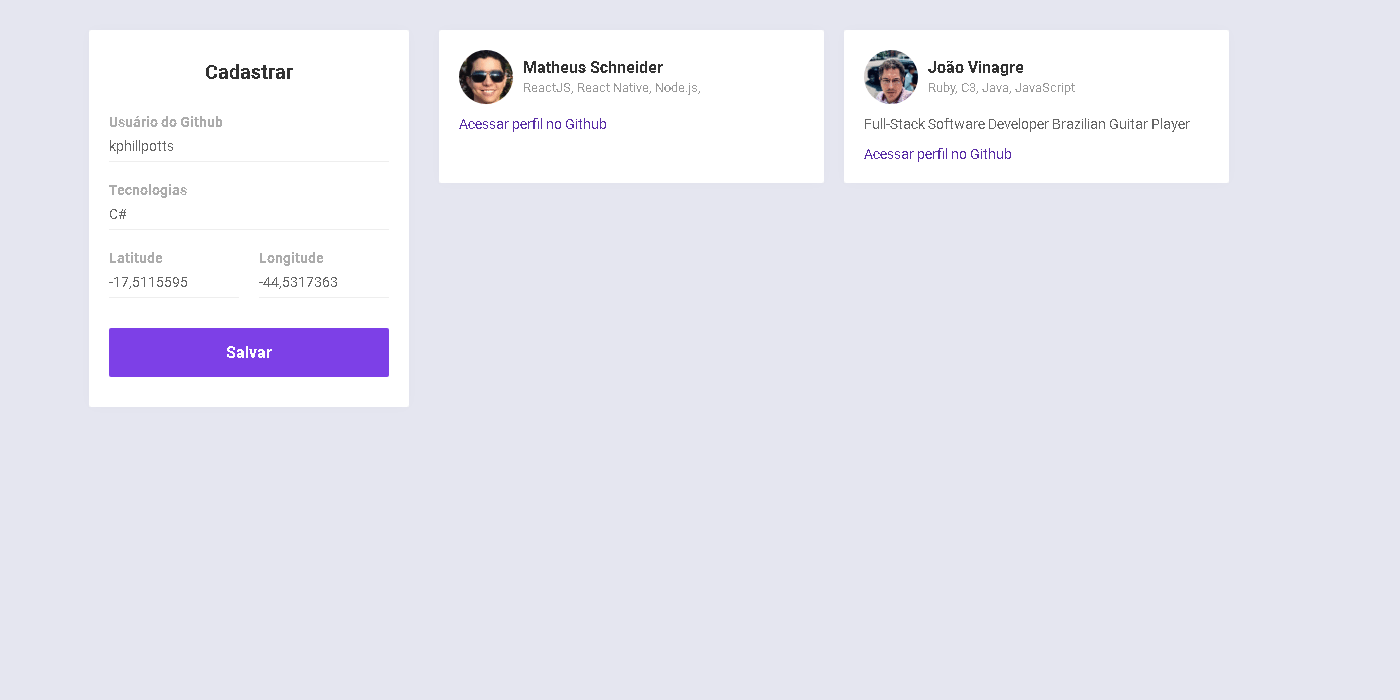 Cadastrar
Usuário do Github
kphillpotts
Tecnologias
C#
Latitude
Longitude
-17,5115595
-44,5317363
Salvar
Matheus Schneider
ReactJS, React Native, Node.js,
Acessar perfil no Github
João Vinagre
Ruby, C3, Java, JavaScript
Full-Stack Software Developer Brazilian Guitar Player
Acessar perfil no Github